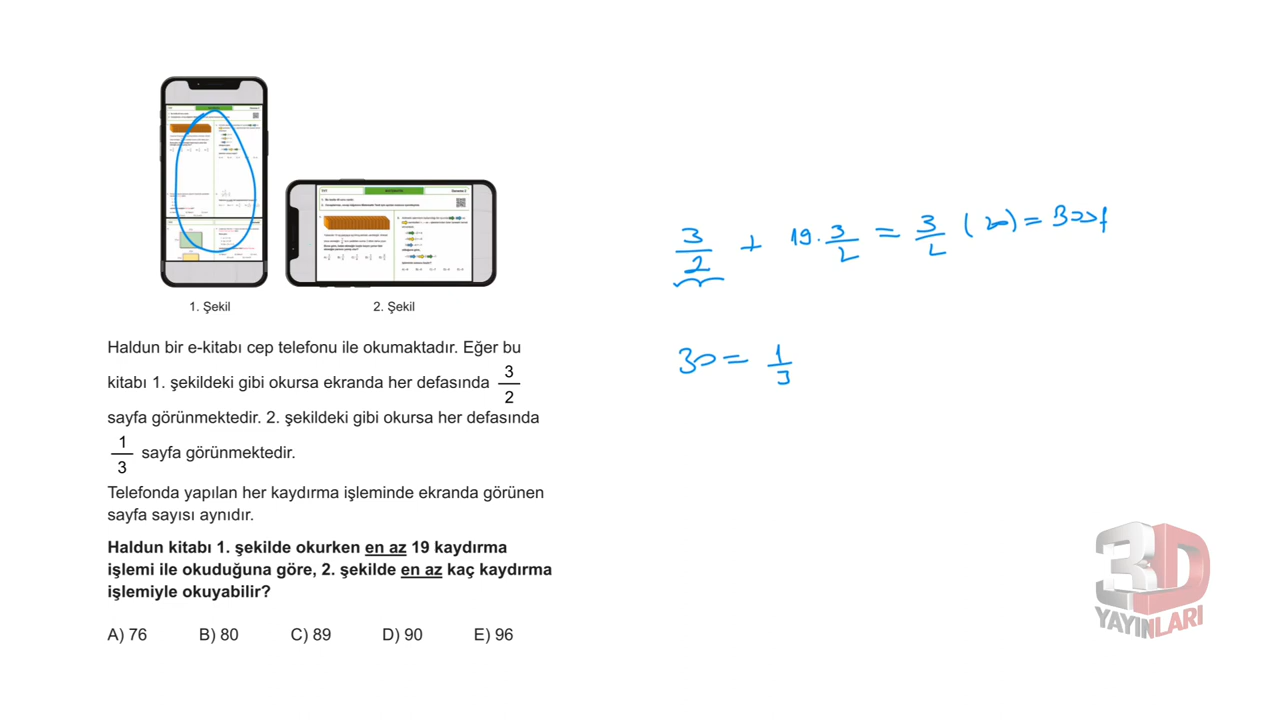 1. Şekil
2. Şekil
Haldun bir e-kitabı cep telefonu ile okumaktadır. Eğer bu
kitabı 1. şekildeki gibi okursa ekranda her defasında 3/2
sayfa görünmektedir. 2. şekildeki gibi okursa her defasında
1/3 sayfa görünmektedir.
Telefonda yapılan her kaydırma işleminde ekranda görünen
sayfa sayısı aynıdır.
Haldun kitabı 1. şekilde okurken en az 19 kaydırma
işlemi ile okuduğuna göre, 2. şekilde en az kaç kaydırma
işlemiyle okuyabilir?
A) 76 B) 80 C) 89 D) 90 E) 96
3/2 + 19. 3/2 = 3/2 (20) = 30 syf
30 = 1/3
3D
YAYINLARI